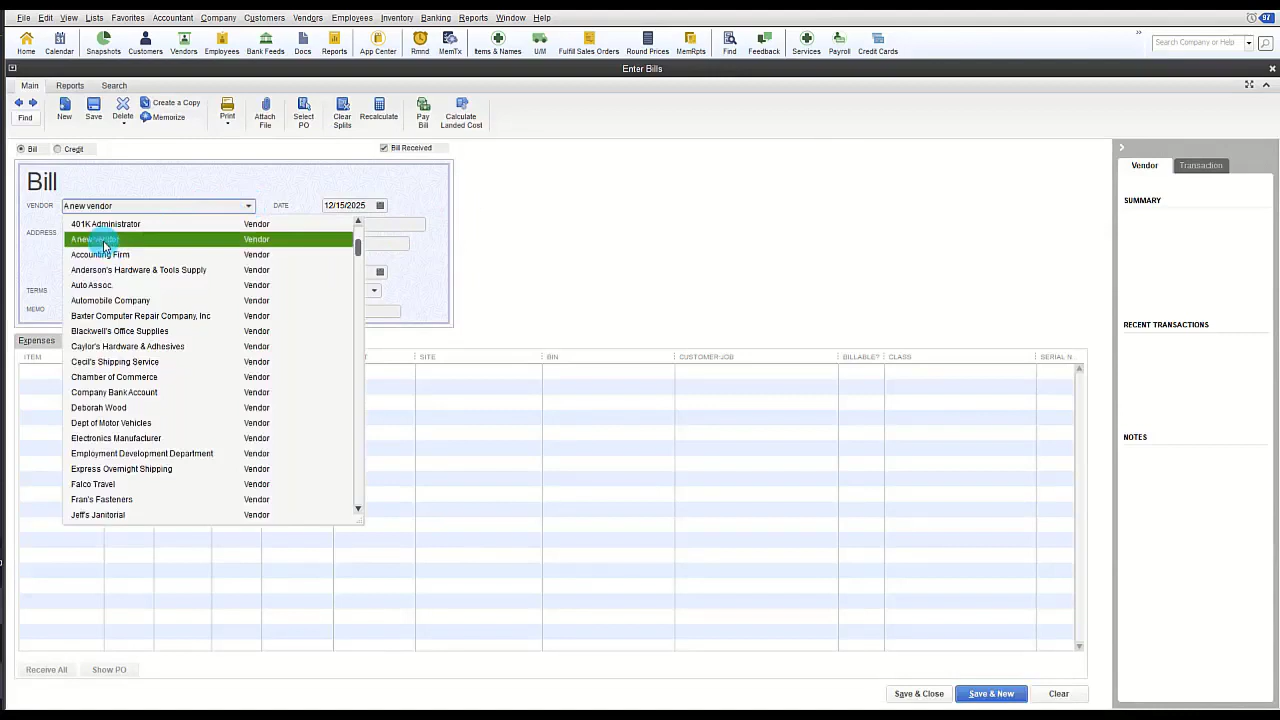 File Edit View Lists Favorites Accountant Company Customers Vendors Employees Inventory Banking Reports Window Help 97
Home Calendar Snapshots Customers Vendors Employees Bank Feeds Docs Reports App Center Rmnd MemTx Items & Names U/M Fulfill Sales Orders Round Prices MemRpts Find Feedback Services Payroll Credit Cards » Search Company or Help
Enter Bills
Main Reports Search
Find New Save Delete Create a Copy Memorize Print Attach File Select PO Clear Splits Recalculate Pay Bill Calculate Landed Cost
Bill Credit Bill Received
Bill
VENDOR A new vendor DATE 12/15/2025
ADDRESS
TERMS
MEMO
401K Administrator Vendor
A new vendor Vendor
Accounting Firm Vendor
Anderson's Hardware & Tools Supply Vendor
Auto Assoc. Vendor
Automobile Company Vendor
Baxter Computer Repair Company, Inc Vendor
Blackwell's Office Supplies Vendor
Caylor's Hardware & Adhesives Vendor
Cecil's Shipping Service Vendor
Chamber of Commerce Vendor
Company Bank Account Vendor
Deborah Wood Vendor
Dept of Motor Vehicles Vendor
Electronics Manufacturer Vendor
Employment Development Department Vendor
Express Overnight Shipping Vendor
Falco Travel Vendor
Fran's Fasteners Vendor
Jeff's Janitorial Vendor
Expenses
ITEM T SITE BIN CUSTOMER:JOB BILLABLE? CLASS SERIAL N...
Receive All Show PO
Save & Close Save & New Clear
Vendor Transaction
SUMMARY
RECENT TRANSACTIONS
NOTES